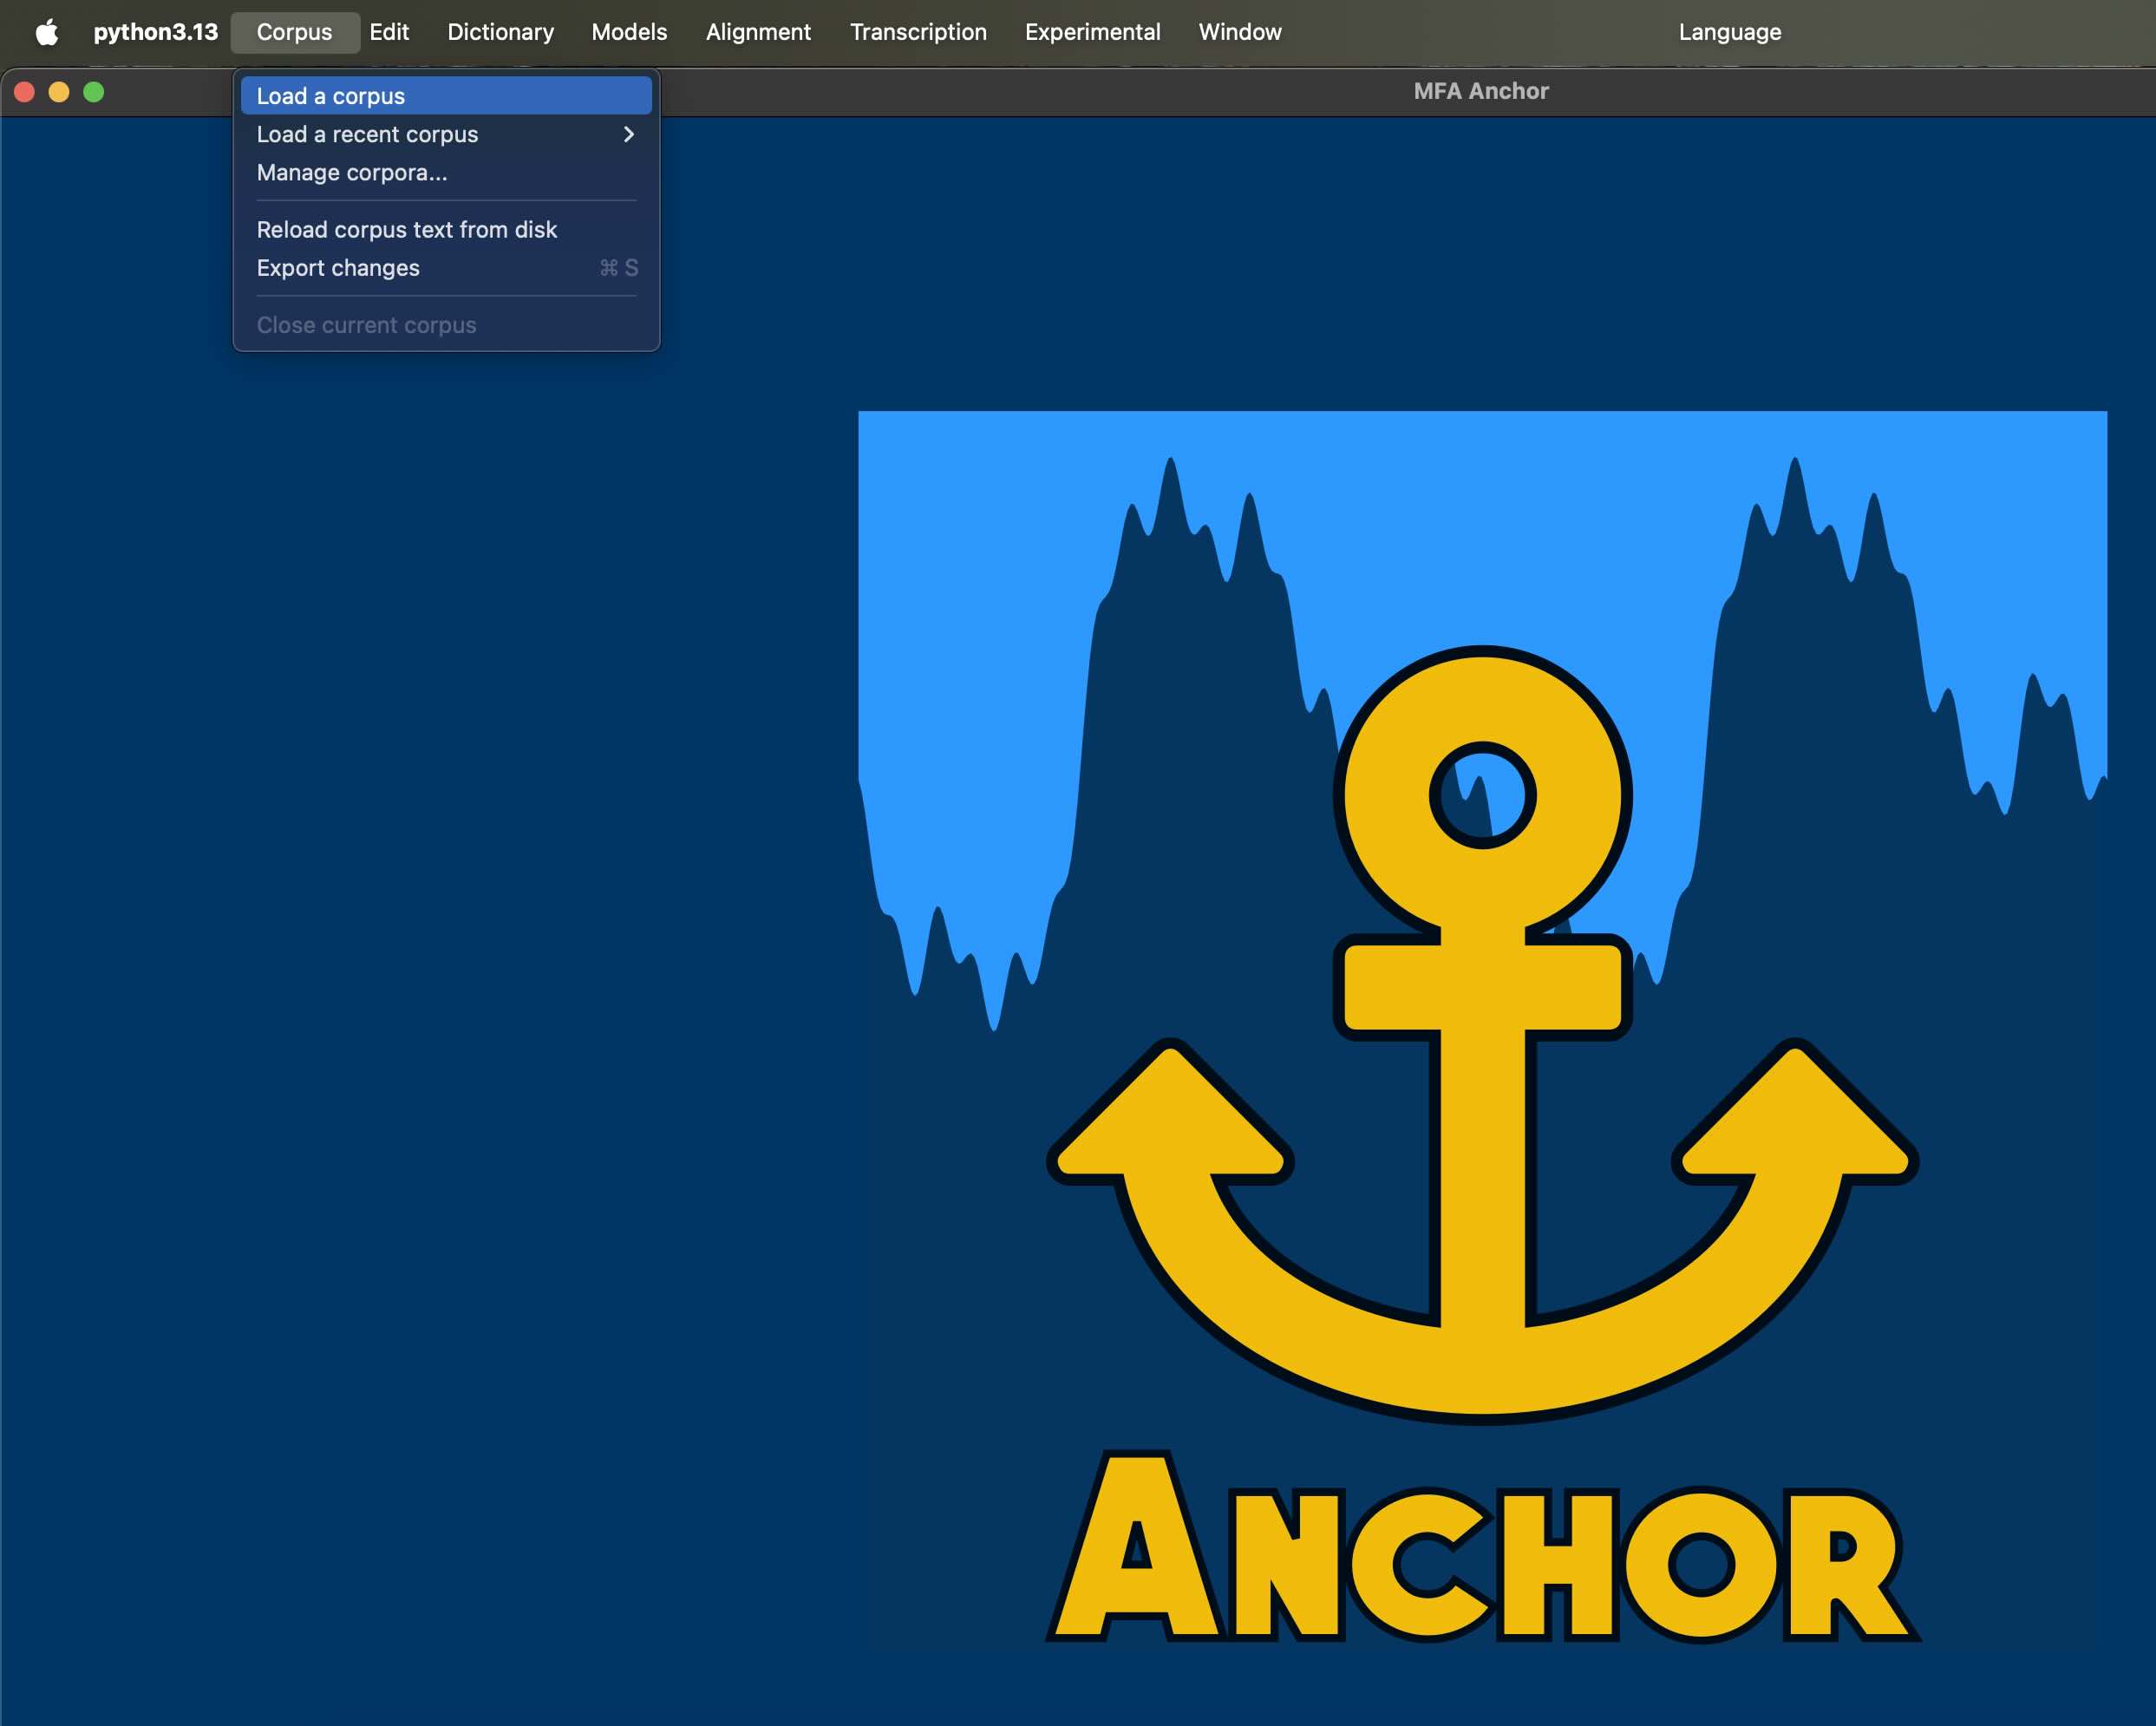 python3.13 Corpus Edit Dictionary Models Alignment Transcription Experimental Window Language
MFA Anchor
Load a corpus
Load a recent corpus
Manage corpora...
Reload corpus text from disk
Export changes ⌘ S
Close current corpus
ANCHOR